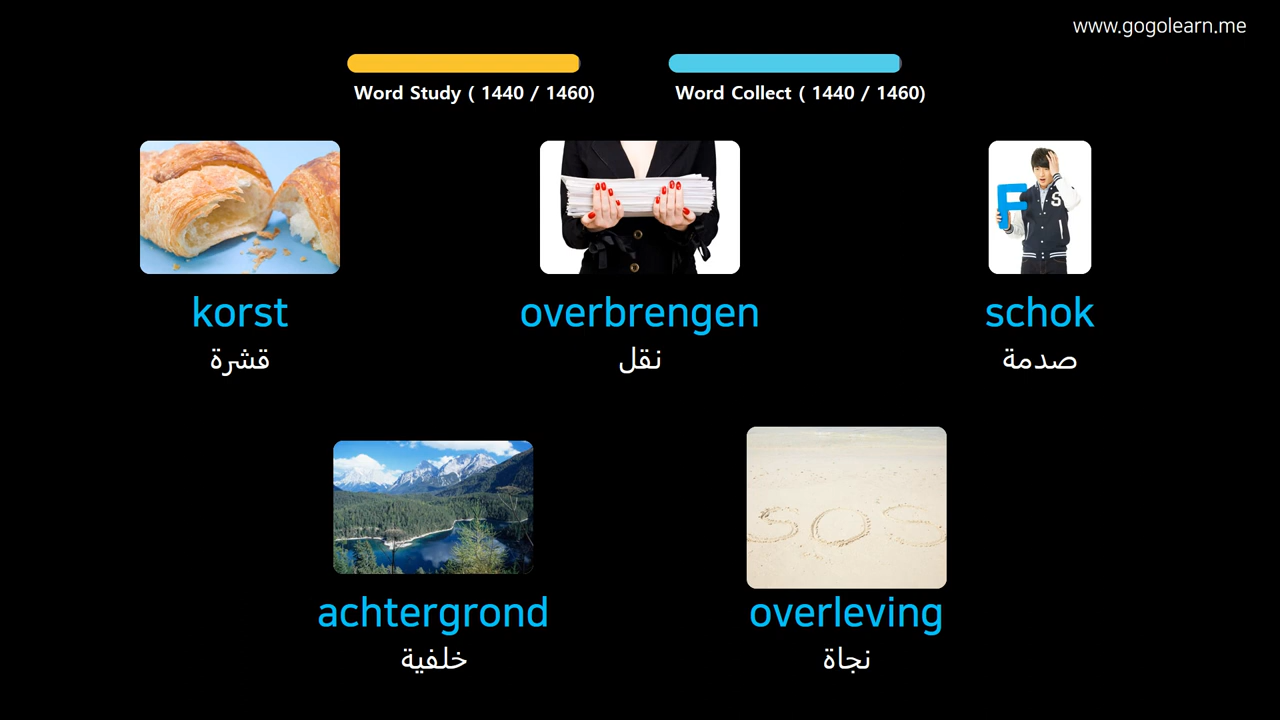 www.gogolearn.me
Word Study ( 1440 / 1460)
Word Collect ( 1440 / 1460)
F
S
korst
overbrengen
schok
قشرة
نقل
صدمة
SOS
achtergrond
overleving
خلفية
نجاة